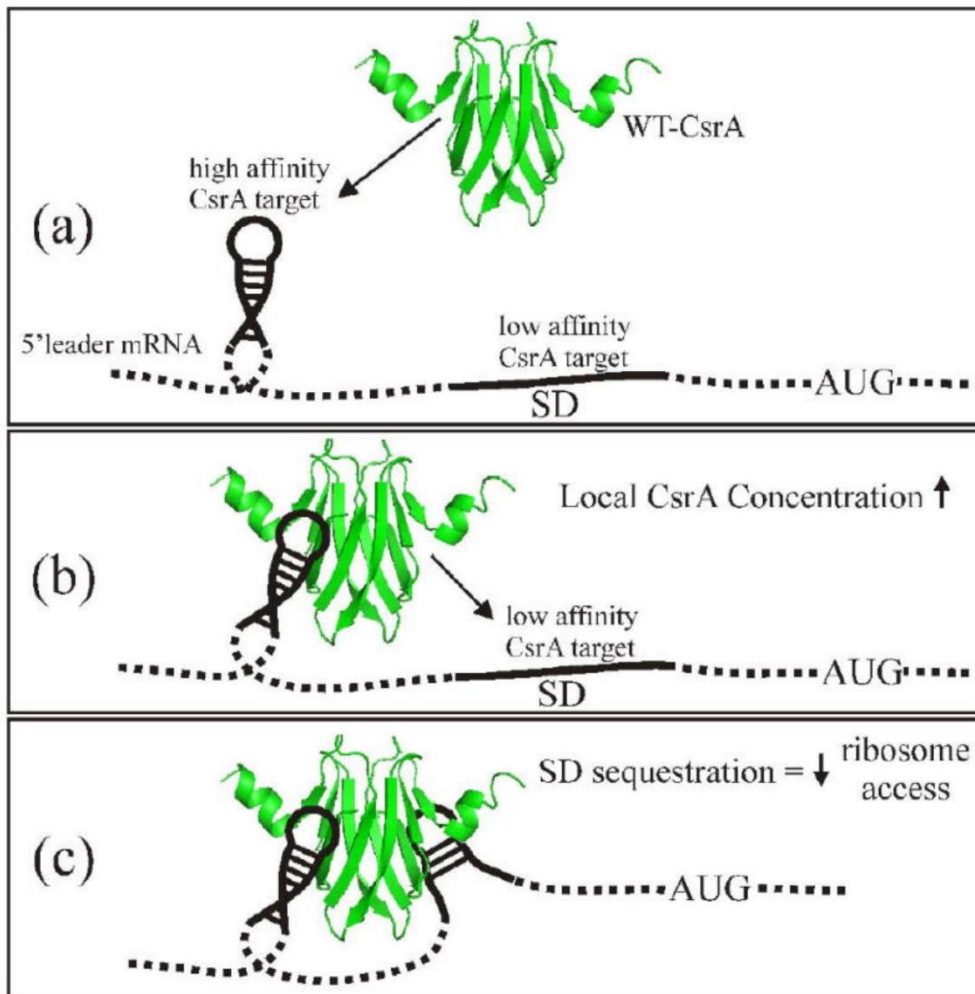 (a)
WT-CsrA
high affinity
CsrA target
5'leader mRNA
low affinity
CsrA target
SD
AUG
(b)
Local CsrA Concentration ↑
low affinity
CsrA target
SD
AUG
(c)
SD sequestration = ↓ ribosome
access
AUG